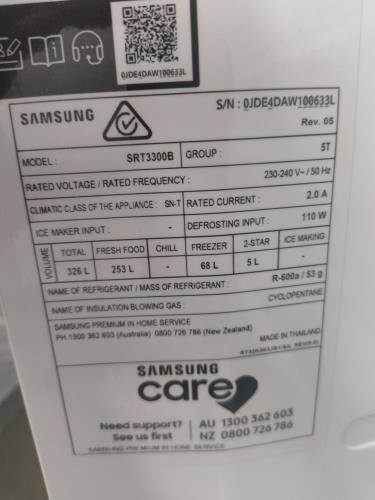 0JDE4DAW100633L
SAMSUNG
S/N : 0JDE4DAW100633L
Rev. 05
MODEL : SRT3300B GROUP : 5T
RATED VOLTAGE / RATED FREQUENCY : 230-240 V~ / 50 Hz
CLIMATIC CLASS OF THE APPLIANCE : SN-T RATED CURRENT : 2.0 A
ICE MAKER INPUT : - DEFROSTING INPUT : 110 W
VOLUME TOTAL FRESH FOOD CHILL FREEZER 2-STAR ICE MAKING
326 L 253 L - 68 L 5 L -
NAME OF REFRIGERANT / MASS OF REFRIGERANT : R-600a / 53 g
NAME OF INSULATION BLOWING GAS : CYCLOPENTANE
SAMSUNG PREMIUM IN HOME SERVICE
PH.1300 362 603 (Australia) 0800 726 786 (New Zealand) MADE IN THAILAND
SAMSUNG
care
Need support? AU 1300 362 603
See us first NZ 0800 726 786
SAMSUNG PREMIUM IN HOME SERVICE